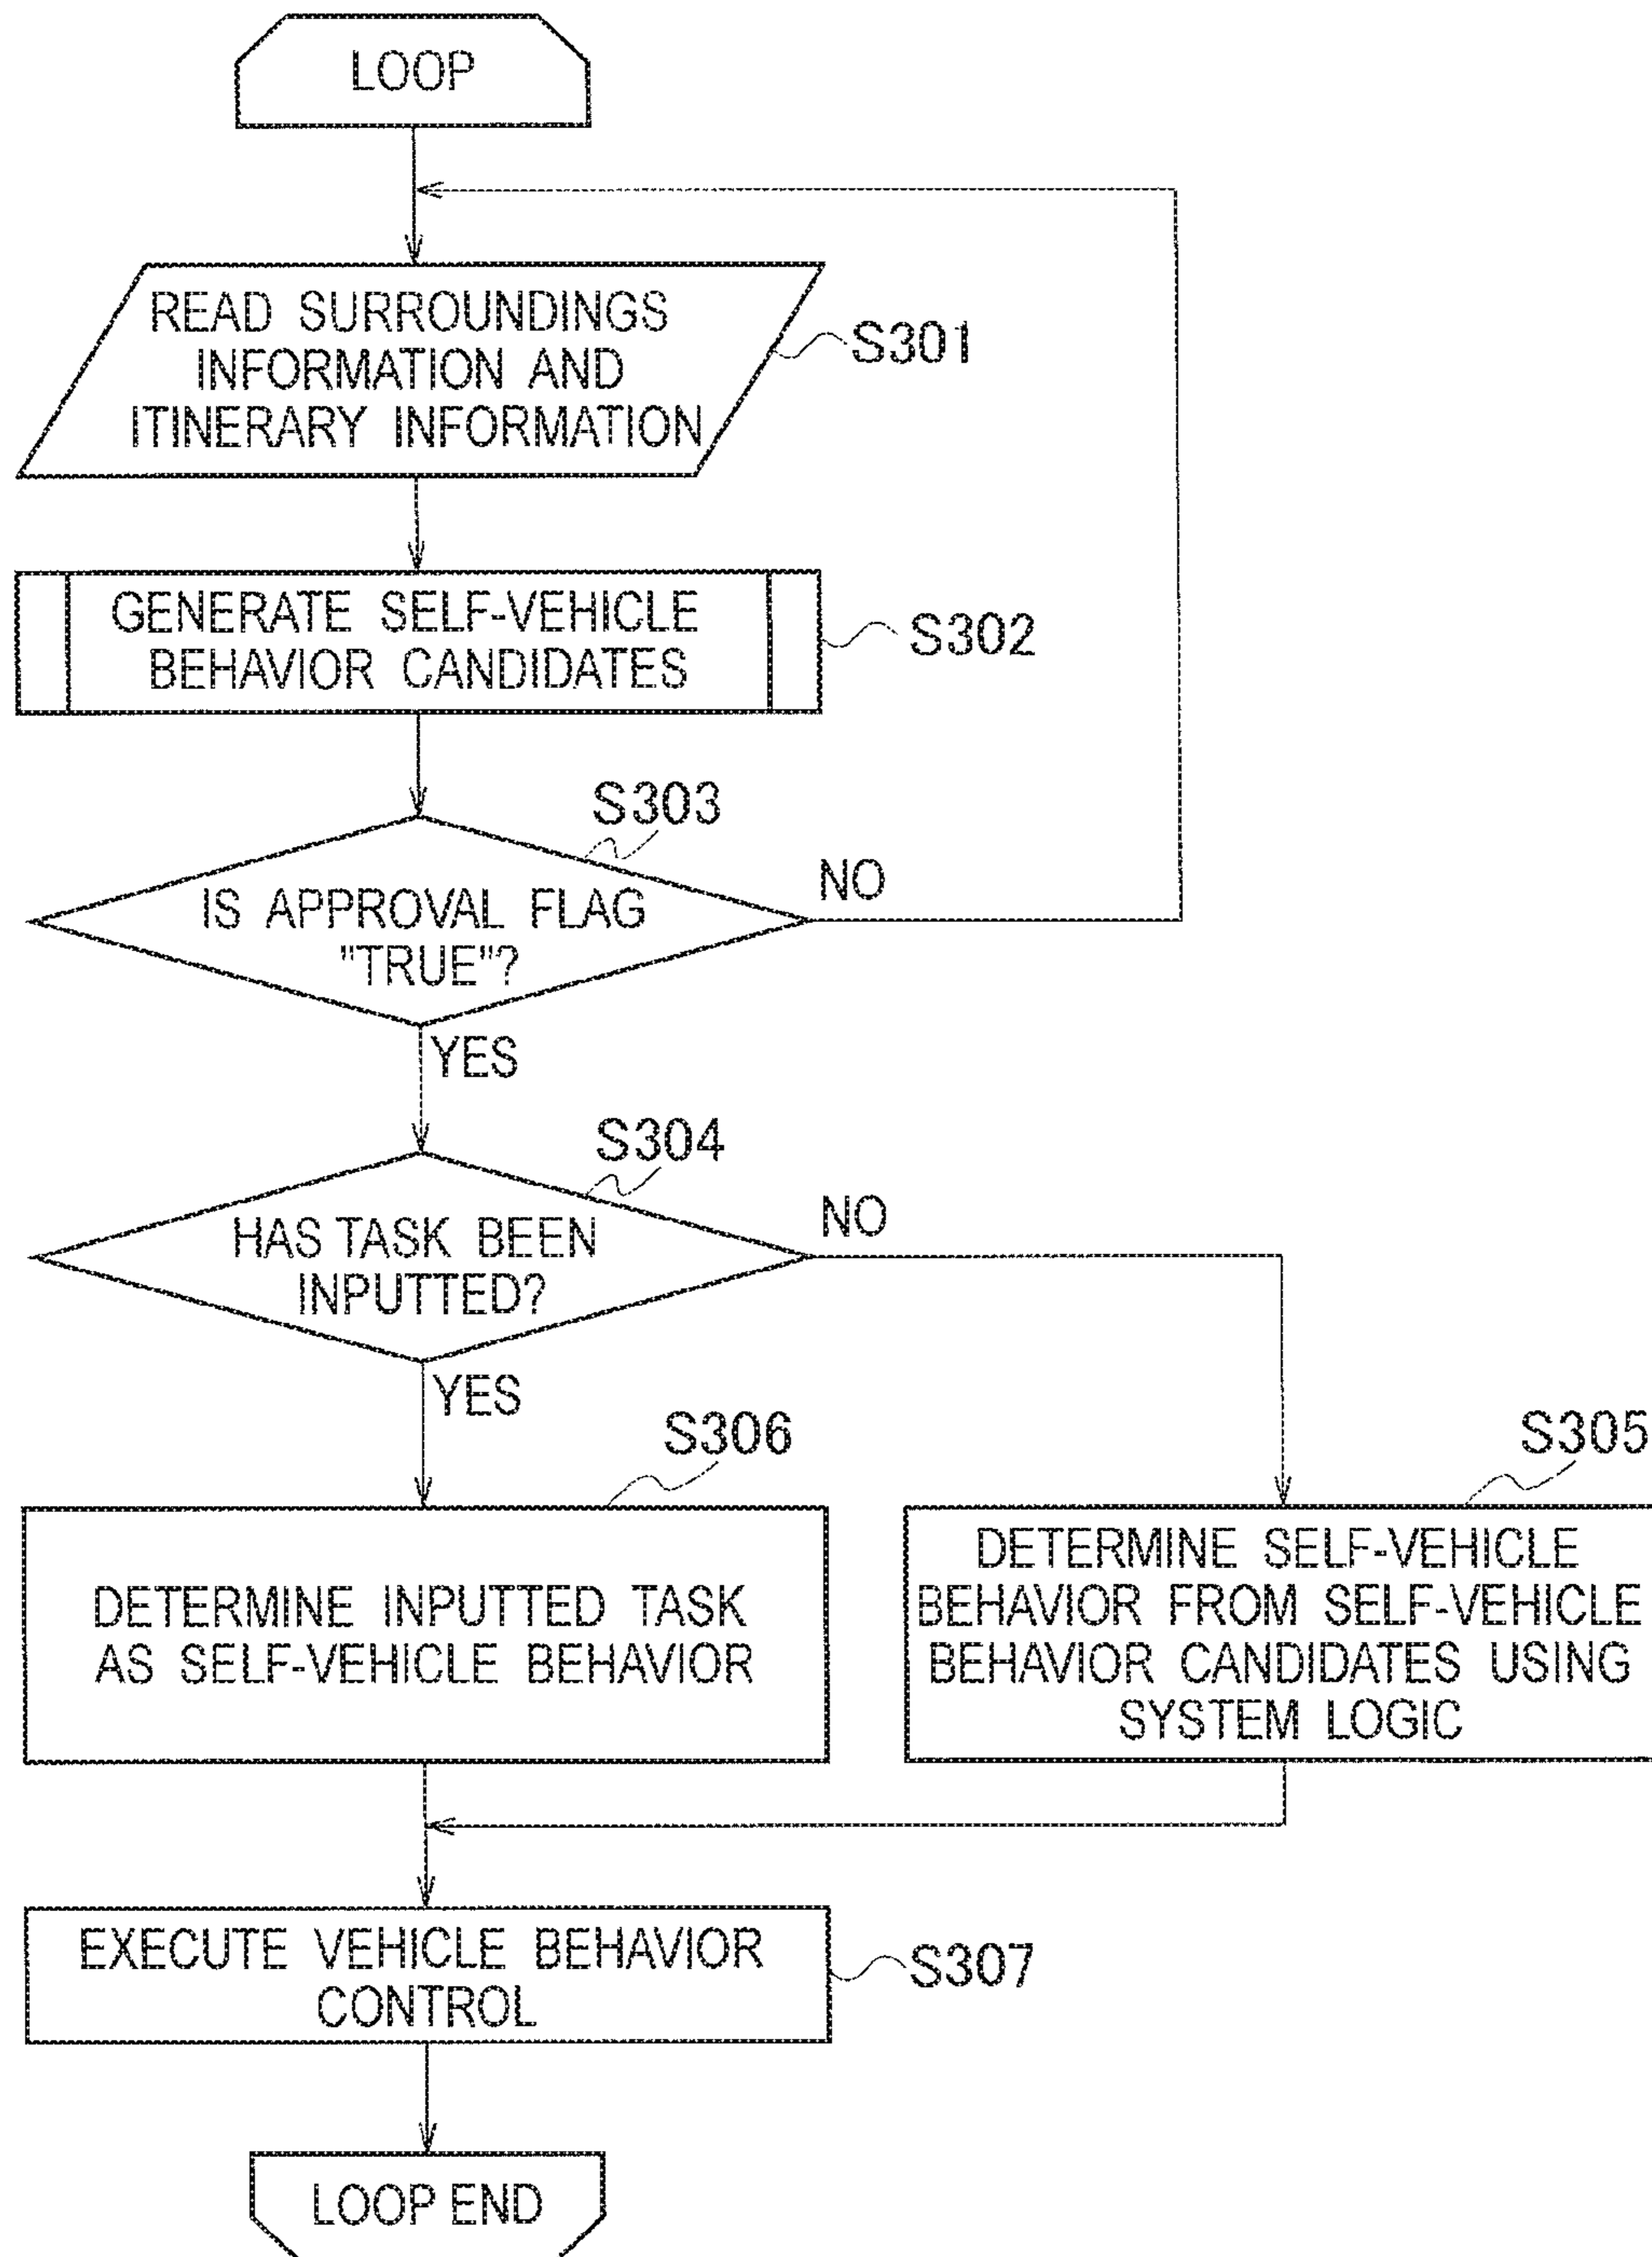 LOOP
READ SURROUNDINGS
INFORMATION AND
ITINERARY INFORMATION
S301
GENERATE SELF-VEHICLE
BEHAVIOR CANDIDATES
S302
S303
IS APPROVAL FLAG
"TRUE"?
NO
YES
S304
HAS TASK BEEN
INPUTTED?
NO
YES
S306
DETERMINE INPUTTED TASK
AS SELF-VEHICLE BEHAVIOR
S305
DETERMINE SELF-VEHICLE
BEHAVIOR FROM SELF-VEHICLE
BEHAVIOR CANDIDATES USING
SYSTEM LOGIC
EXECUTE VEHICLE BEHAVIOR
CONTROL
S307
LOOP END